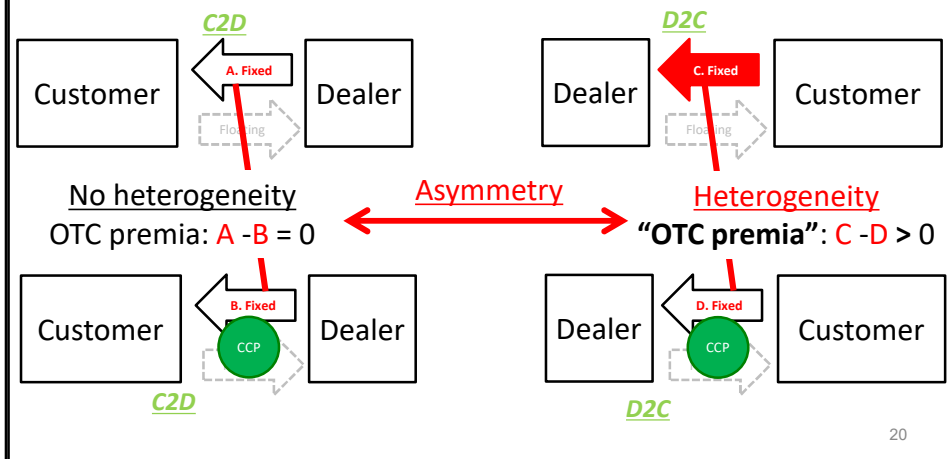 C2D
D2C
Customer
A. Fixed
Floating
Dealer
Dealer
C. Fixed
Floating
Customer
No heterogeneity
OTC premia: A -B = 0
Asymmetry
Heterogeneity
“OTC premia”: C -D > 0
Customer
B. Fixed
CCP
Dealer
Dealer
D. Fixed
CCP
Customer
C2D
D2C
20